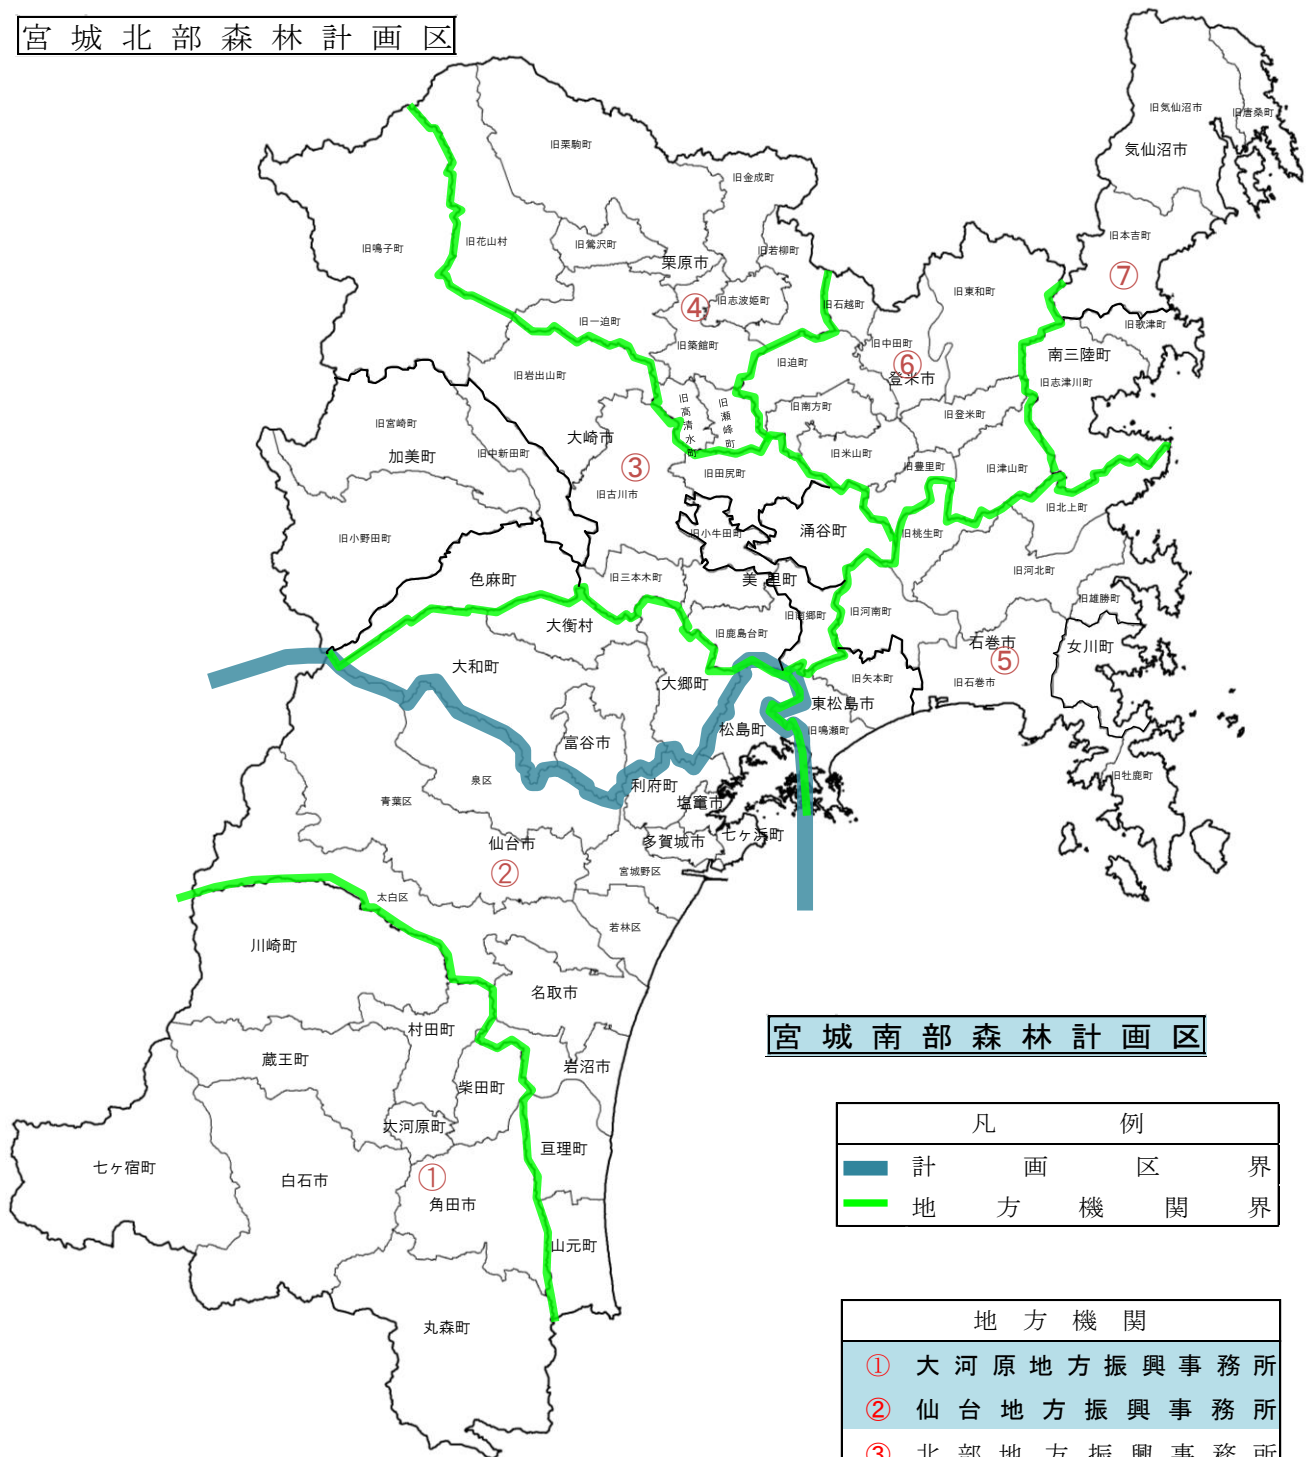 宮城北部森林計画区
旧気仙沼市
旧唐桑町
気仙沼市
旧栗駒町
旧金成町
旧本吉町
旧鳴子町
旧花山村
旧鶯沢町
旧若柳町
栗原市
⑦
旧東和町
④
旧志波姫町
旧石越町
旧一迫町
旧歌津町
旧築館町
旧中田町
南三陸町
旧迫町
⑥
登米市
旧岩出山町
旧志津川町
旧高清水町
旧瀬峰町
旧南方町
旧登米町
旧宮崎町
大崎市
加美町
旧中新田町
旧米山町
旧豊里町
旧津山町
③
旧田尻町
旧古川市
旧北上町
涌谷町
旧小牛田町
旧桃生町
旧小野田町
旧河北町
色麻町
旧三本木町
美里町
旧雄勝町
旧南郷町
旧河南町
大衡村
旧鹿島台町
石巻市
女川町
大和町
⑤
大郷町
旧矢本町
旧石巻市
東松島市
松島町
旧鳴瀬町
富谷市
泉区
利府町
旧牡鹿町
青葉区
塩竈市
七ヶ浜町
仙台市
多賀城市
②
宮城野区
太白区
若林区
川崎町
名取市
村田町
宮城南部森林計画区
蔵王町
岩沼市
柴田町
大河原町
亘理町
七ヶ宿町
白石市
①
角田市
山元町
丸森町
凡例
計画区界
地方機関界
地方機関
① 大河原地方振興事務所
② 仙台地方振興事務所
③ 北部地方振興事務所